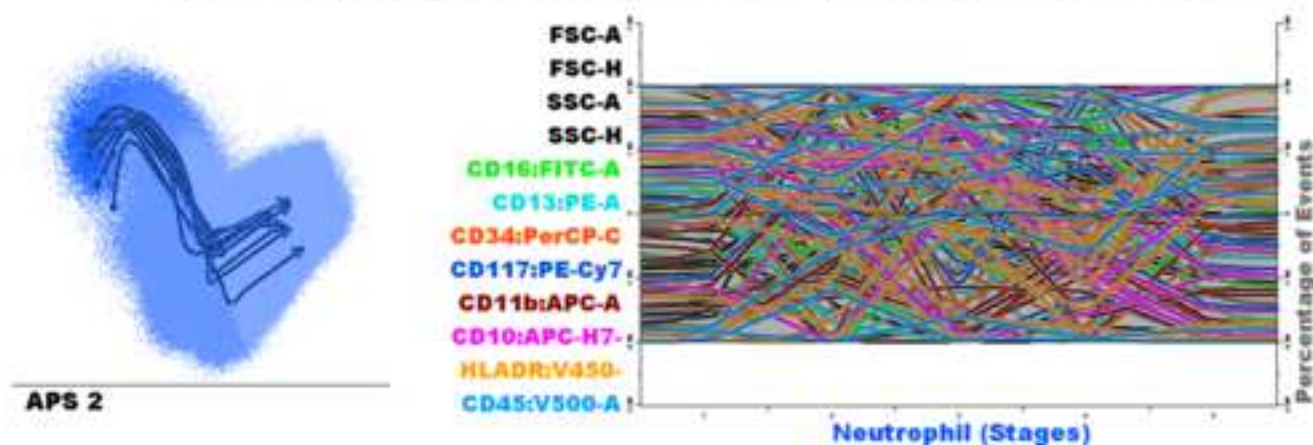 FSC-A
FSC-H
SSC-A
SSC-H
CD16:FITC-A
CD13:PE-A
CD34:PerCP-C
CD117:PE-Cy7
CD11b:APC-A
CD10:APC-H7-
HLADR:V450-
CD45:V500-A
APS 2
Percentage of Events
Neutrophil (Stages)